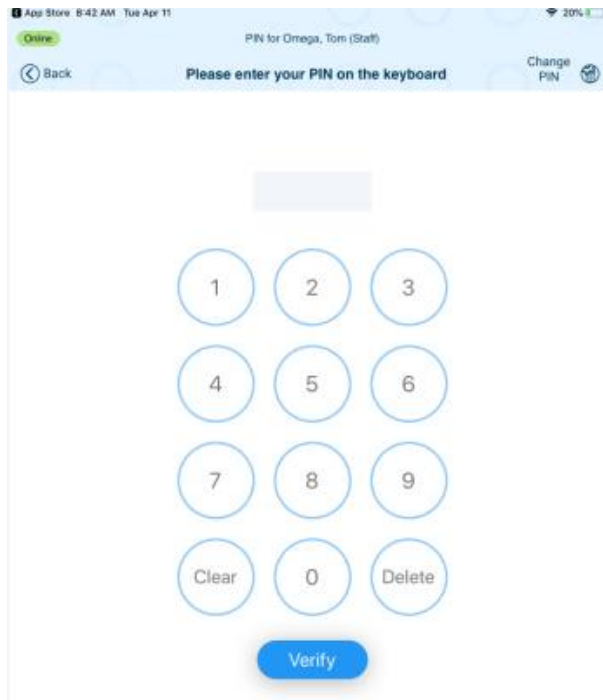 App Store 8:42 AM Tue Apr 11 20%
Online PIN for Omega, Tom (Staff)
Back Please enter your PIN on the keyboard Change PIN
1 2 3
4 5 6
7 8 9
Clear 0 Delete
Verify